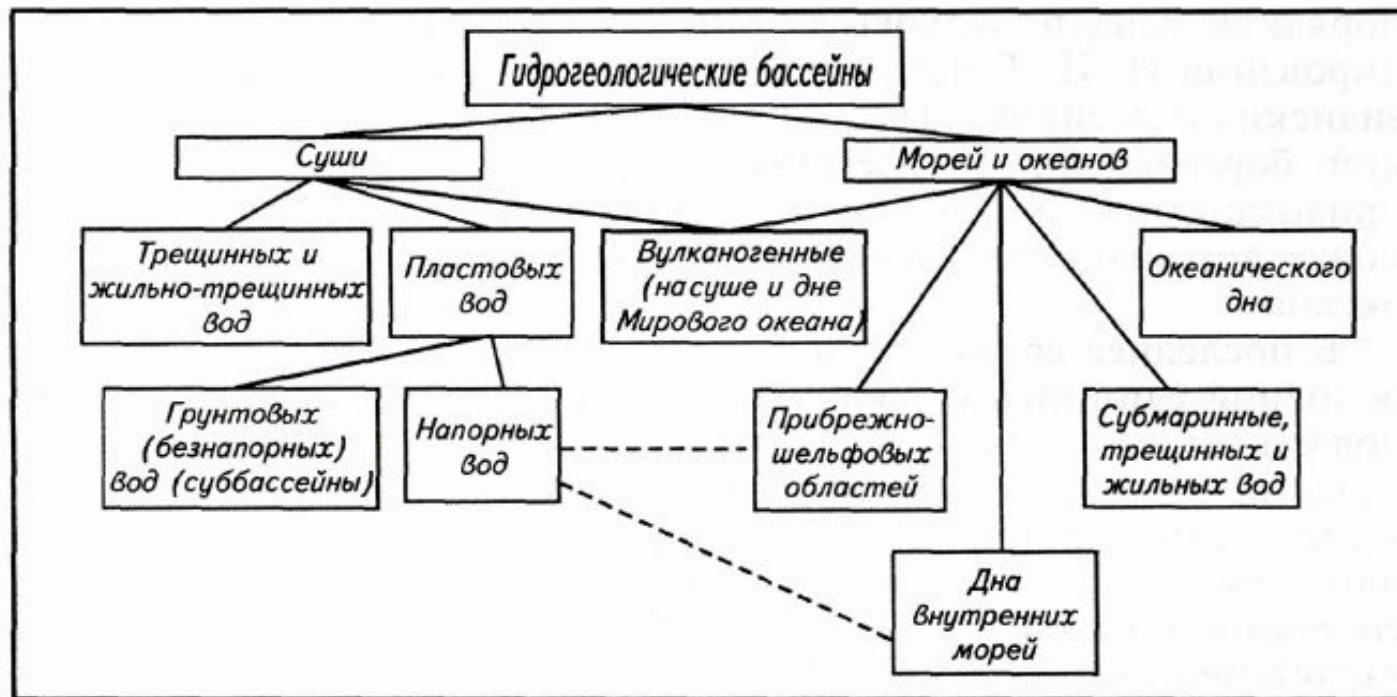 Гидрогеологические бассейны
Суши
Морей и океанов
Трещинных и
жильно-трещинных
вод
Пластовых
вод
Вулканогенные
(на суше и дне
Мирового океана)
Океанического
дна
Грунтовых
(безнапорных)
вод (суббассейны)
Напорных
вод
Прибрежно-
шельфовых
областей
Субмаринные,
трещинных и
жильных вод
Дна
внутренних
морей